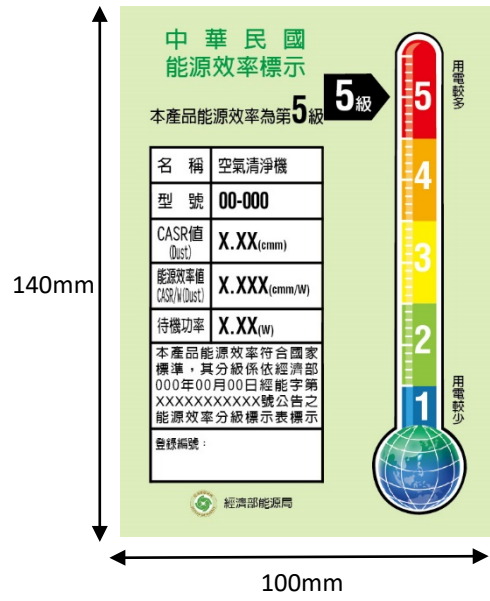 中華民國
能源效率標示
本產品能源效率為第5級
5級
名稱 空氣清淨機
型號 00-000
CASR值
(Dust)
X.XX(cmm)
能源效率值
CASR/W(Dust)
X.XXX(cmm/W)
待機功率 X.XX(W)
本產品能源效率符合國家
標準，其分級係依經濟部
000年00月00日經能字第
XXXXXXXXXXX號公告之
能源效率分級標示表標示
登錄編號：
經濟部能源局
用電較多
5
4
3
2
1
用電較少
140mm
100mm